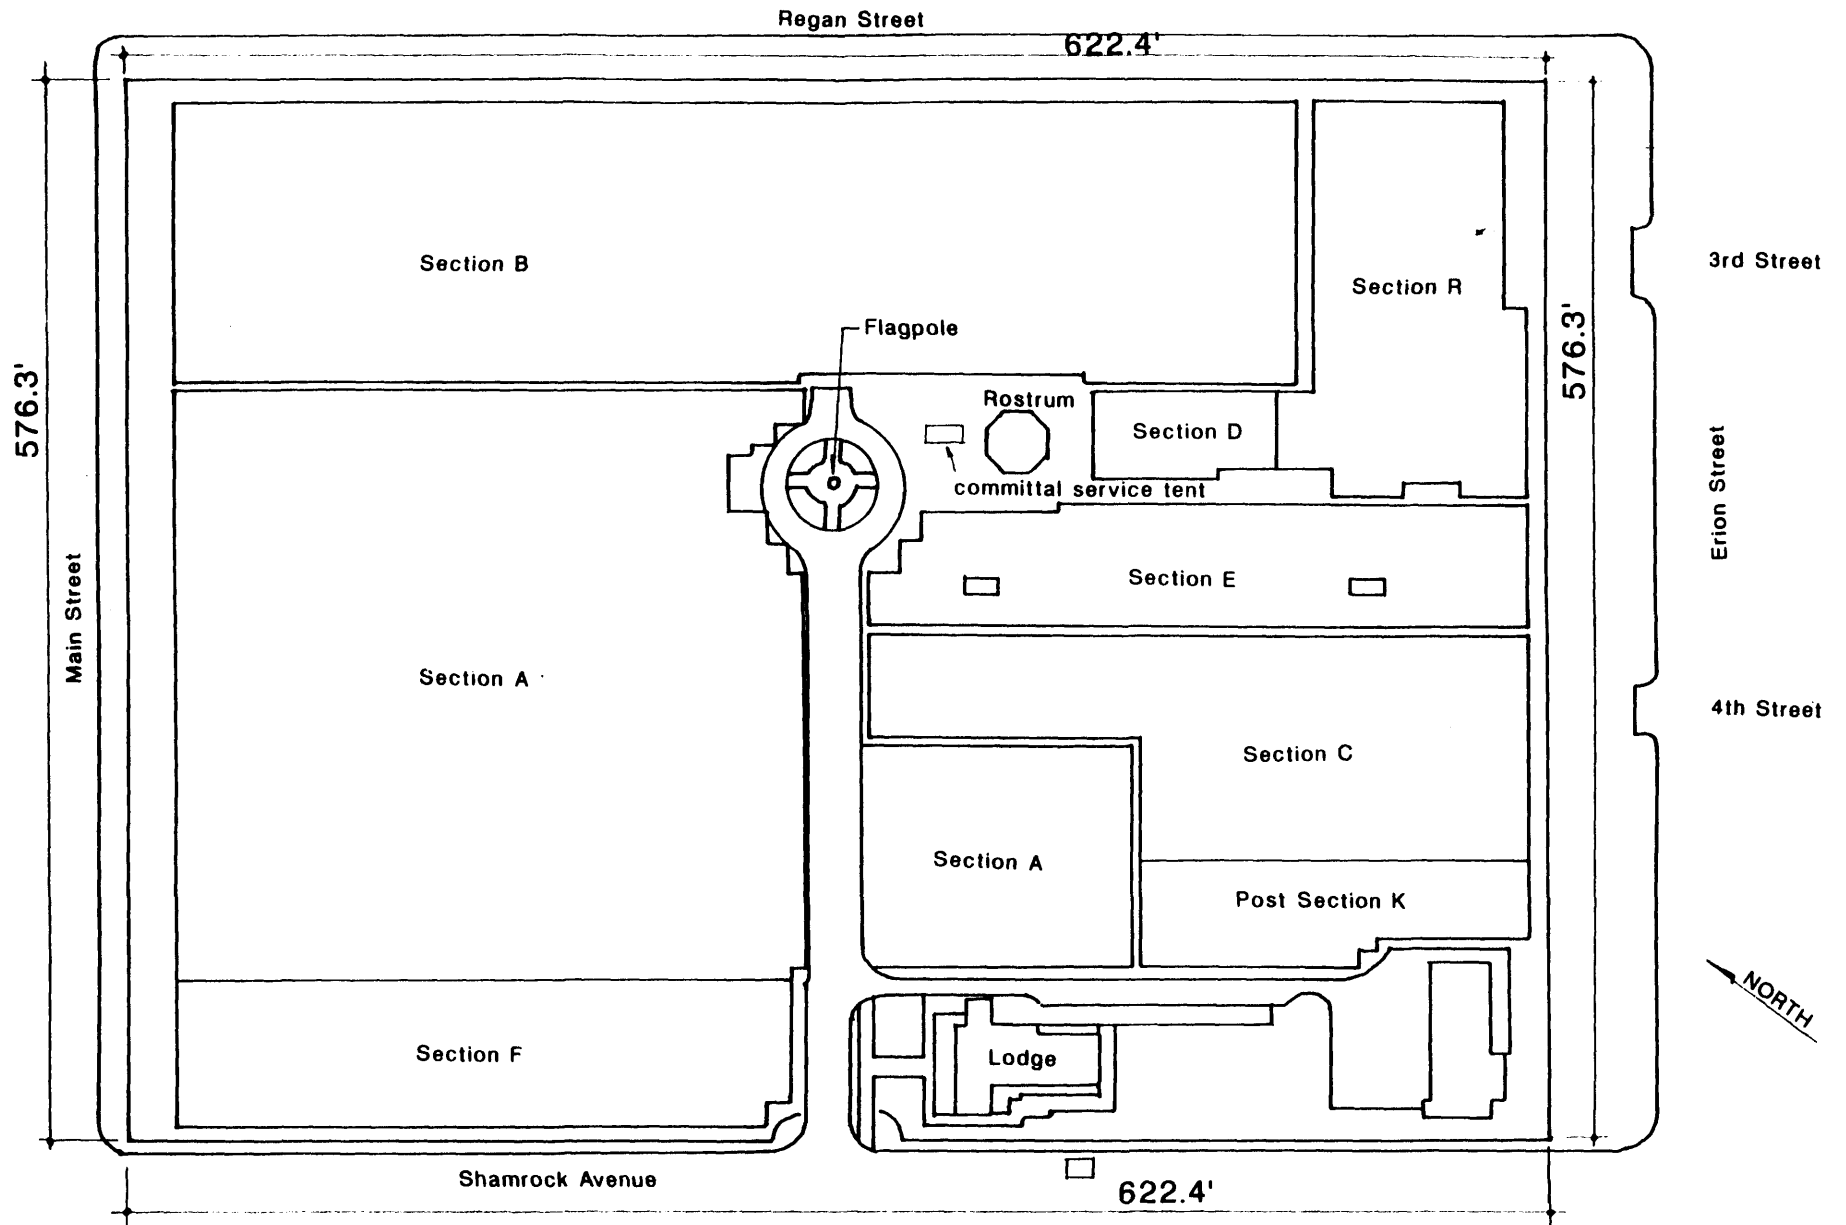 Regan Street
622.4'
Section B
3rd Street
Section R
Flagpole
576.3'
576.3'
Rostrum
Section D
committal service tent
Erion Street
Section E
Main Street
Section A
4th Street
Section C
Section A
Post Section K
NORTH
Section F
Lodge
Shamrock Avenue
622.4'